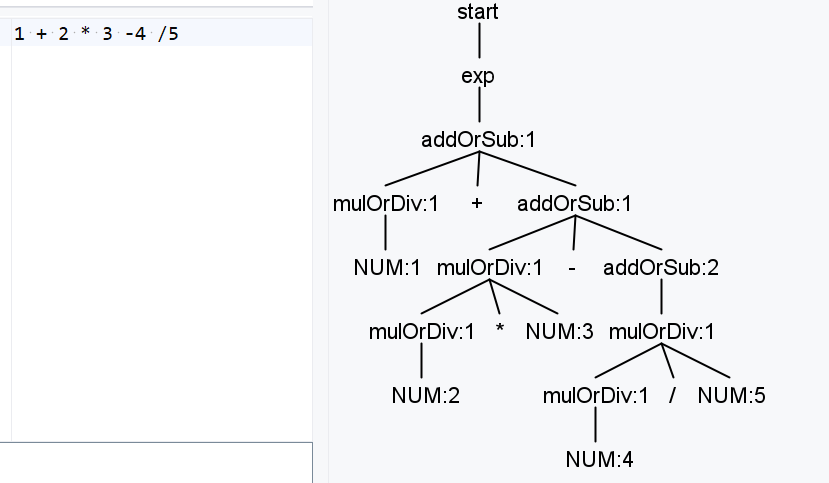 1 + 2 * 3 -4 /5
start
exp
addOrSub:1
mulOrDiv:1 + addOrSub:1
NUM:1 mulOrDiv:1 - addOrSub:2
mulOrDiv:1 * NUM:3 mulOrDiv:1
NUM:2 mulOrDiv:1 / NUM:5
NUM:4